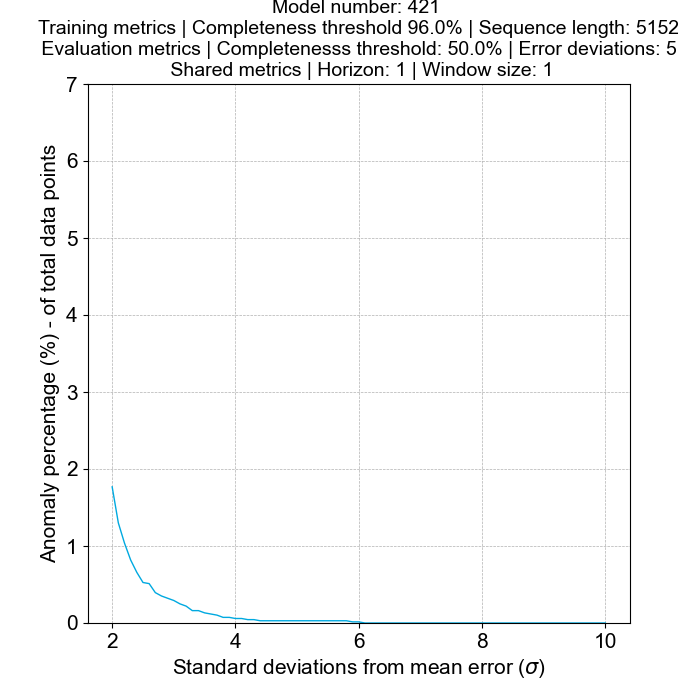 Model number: 421
Training metrics | Completeness threshold 96.0% | Sequence length: 5152
Evaluation metrics | Completenesss threshold: 50.0% | Error deviations: 5
Shared metrics | Horizon: 1 | Window size: 1
7
6
5
4
3
2
1
0
Anomaly percentage (%) - of total data points
2 4 6 8 10
Standard deviations from mean error (σ)